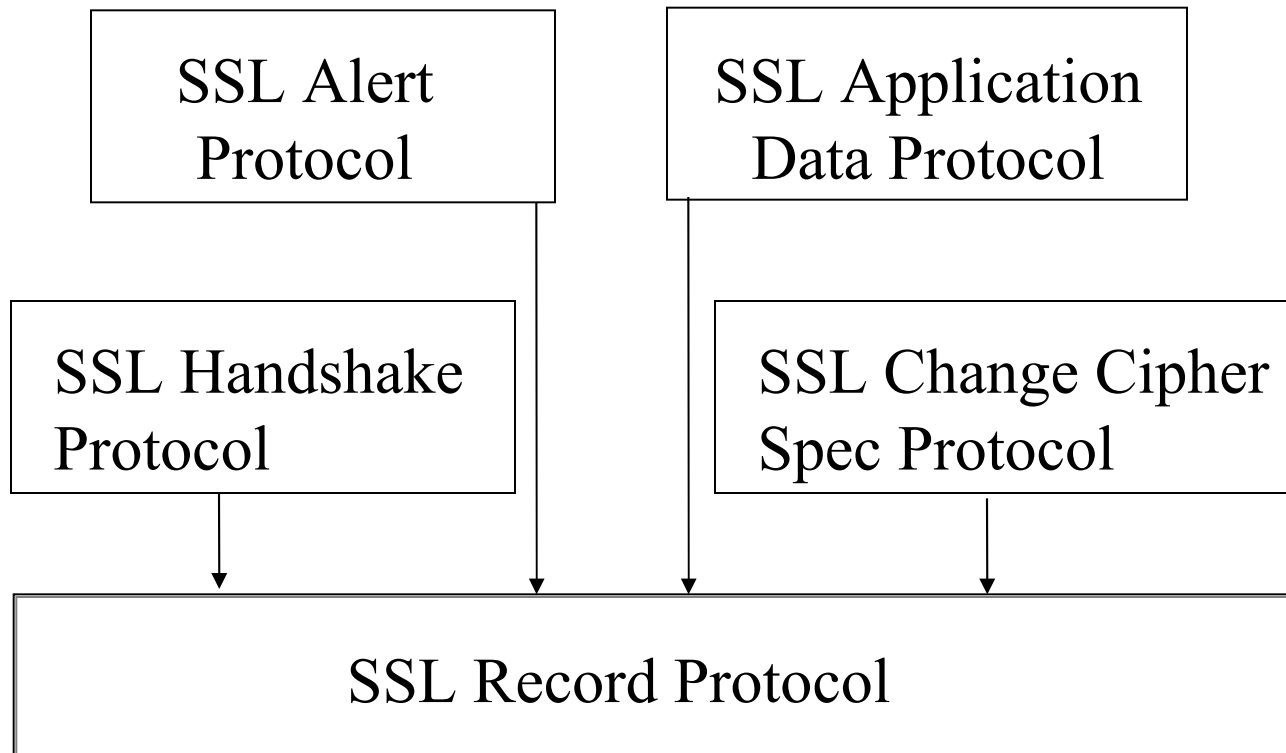 SSL Alert
Protocol
SSL Application
Data Protocol
SSL Handshake
Protocol
SSL Change Cipher
Spec Protocol
SSL Record Protocol